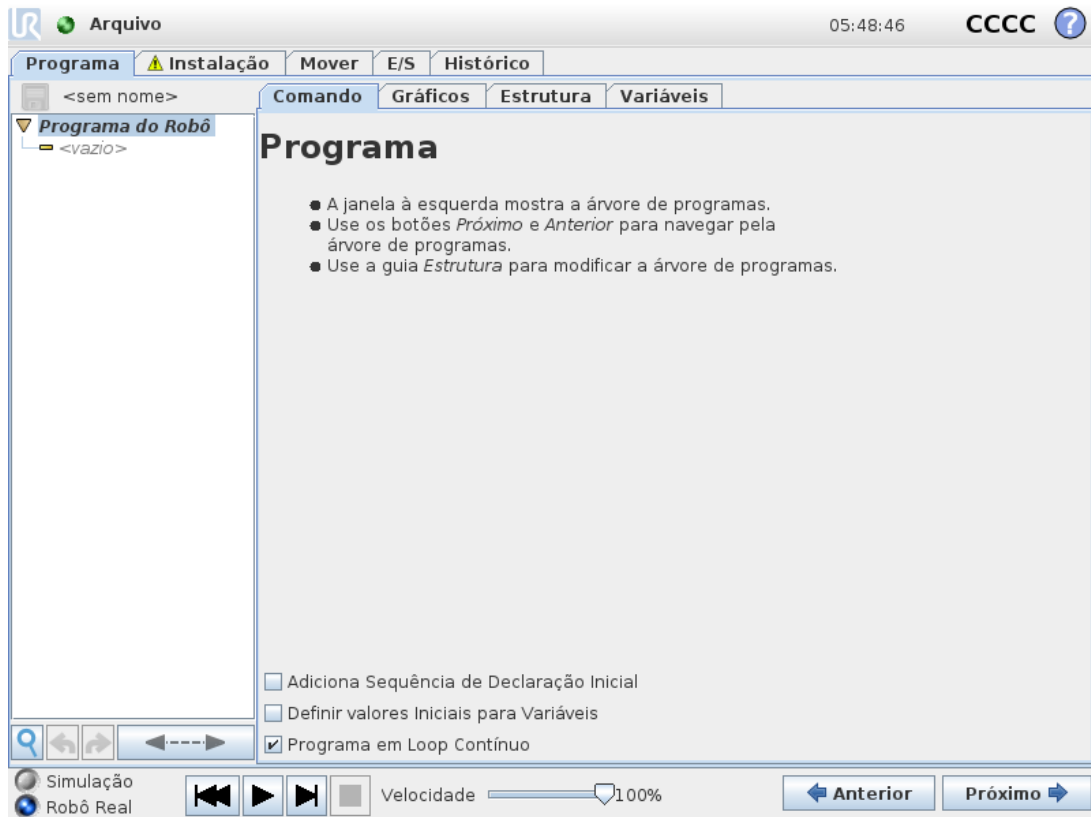 UR Arquivo 05:48:46 CCCC ?
Programa Instalação Mover E/S Histórico
<sem nome> Comando Gráficos Estrutura Variáveis
Programa do Robô
<vazio>
Programa
A janela à esquerda mostra a árvore de programas.
Use os botões Próximo e Anterior para navegar pela
árvore de programas.
Use a guia Estrutura para modificar a árvore de programas.
Adiciona Sequência de Declaração Inicial
Definir valores Iniciais para Variáveis
Programa em Loop Contínuo
Simulação
Robô Real
Velocidade 100% Anterior Próximo